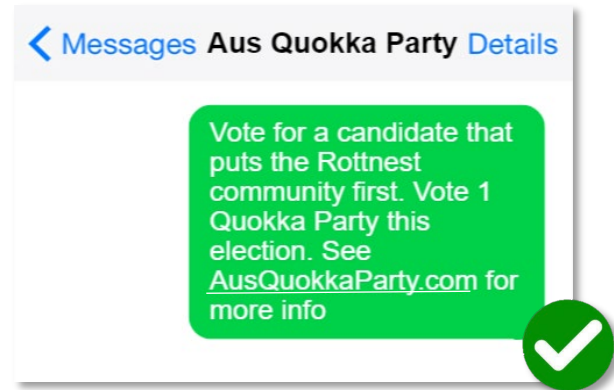 Messages Aus Quokka Party Details
Vote for a candidate that
puts the Rottnest
community first. Vote 1
Quokka Party this
election. See
AusQuokkaParty.com for
more info